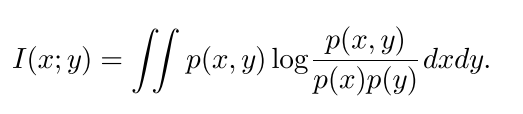 I(x; y) = ∬ p(x, y) log p(x, y) / p(x)p(y) dxdy.